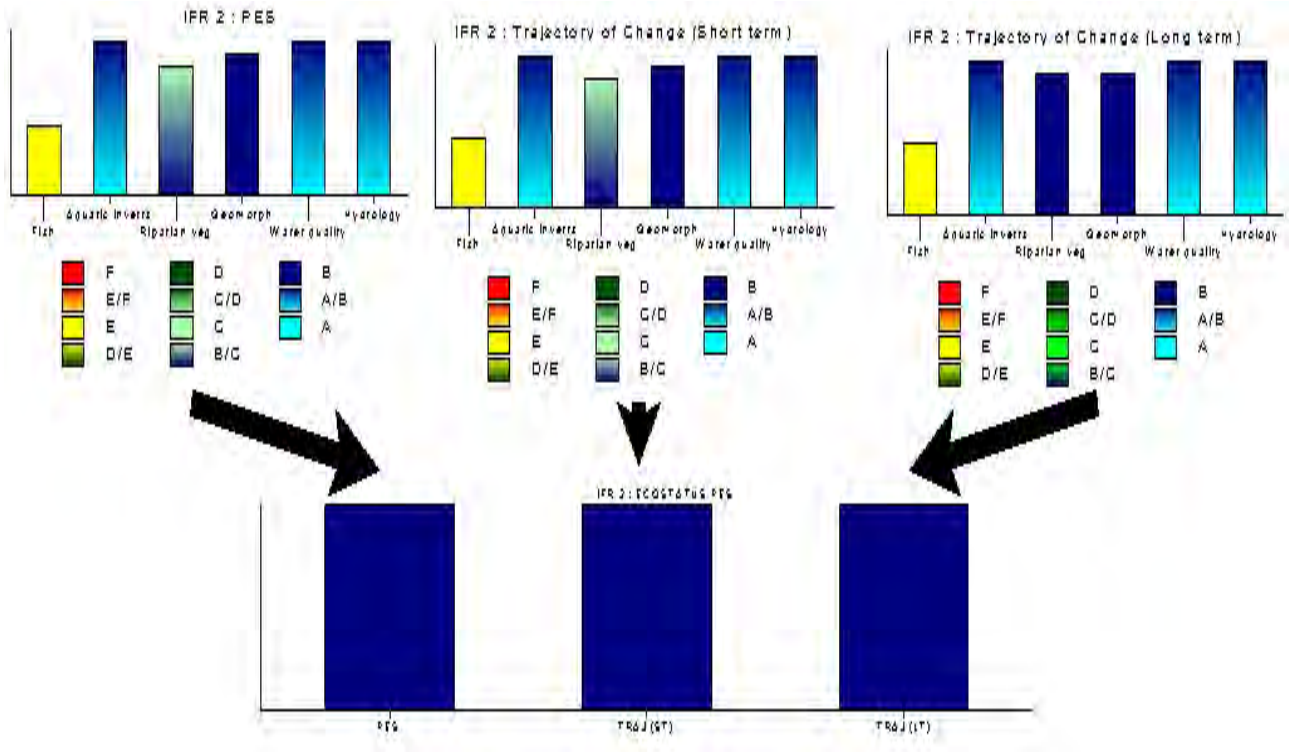 IFR 2 : PES
Fish
Aquatic inverts
Riparian veg
Geomorph
Water quality
Hydrology
F
D
B
E/F
C/D
A/B
E
C
A
D/E
B/C
IFR 2 : Trajectory of Change (Short term)
Fish
Aquatic inverts
Riparian veg
Geomorph
Water quality
Hydrology
F
D
B
E/F
C/D
A/B
E
C
A
D/E
B/C
IFR 2 : Trajectory of Change (Long term)
Fish
Aquatic inverts
Riparian veg
Geomorph
Water quality
Hydrology
F
D
B
E/F
C/D
A/B
E
C
A
D/E
B/C
IFR 2 : ECOSTATUS PES
PES
TRAJ (ST)
TRAJ (LT)